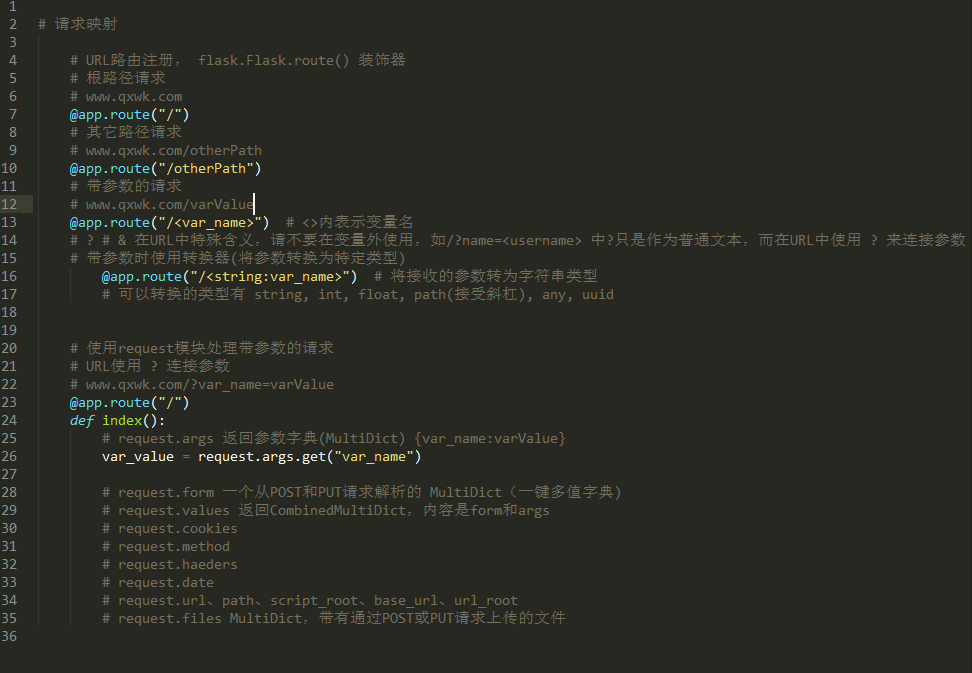 1
2 # 请求映射
3
4 # URL路由注册， flask.Flask.route() 装饰器
5 # 根路径请求
6 # www.qxwk.com
7 @app.route("/")
8 # 其它路径请求
9 # www.qxwk.com/otherPath
10 @app.route("/otherPath")
11 # 带参数的请求
12 # www.qxwk.com/varValue
13 @app.route("/<var_name>")  # <>内表示变量名
14 # ? # & 在URL中特殊含义，请不要在变量外使用，如/?name=<username> 中?只是作为普通文本，而在URL中使用 ? 来连接参数
15 # 带参数时使用转换器(将参数转换为特定类型)
16 @app.route("/<string:var_name>")  # 将接收的参数转为字符串类型
17 # 可以转换的类型有 string, int, float, path(接受斜杠), any, uuid
18
19
20 # 使用request模块处理带参数的请求
21 # URL使用 ? 连接参数
22 # www.qxwk.com/?var_name=varValue
23 @app.route("/")
24 def index():
25 # request.args 返回参数字典(MultiDict) {var_name:varValue}
26 var_value = request.args.get("var_name")
27
28 # request.form 一个从POST和PUT请求解析的 MultiDict（一键多值字典)
29 # request.values 返回CombinedMultiDict，内容是form和args
30 # request.cookies
31 # request.method
32 # request.haeders
33 # request.date
34 # request.url、path、script_root、base_url、url_root
35 # request.files MultiDict，带有通过POST或PUT请求上传的文件
36